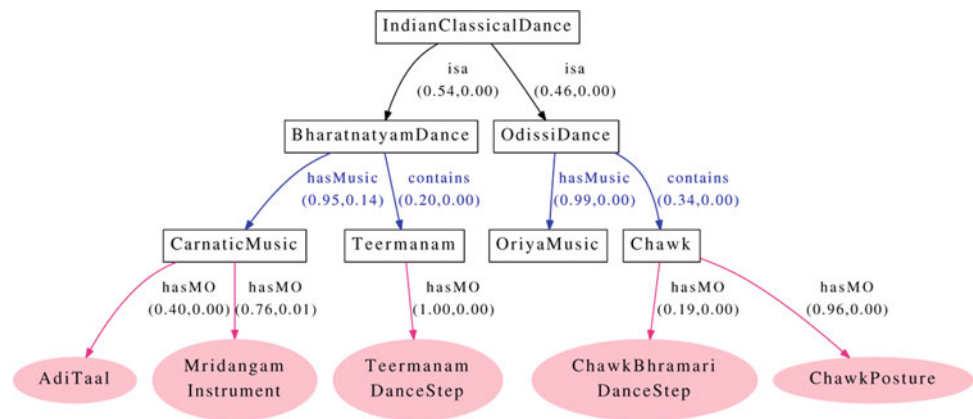 IndianClassicalDance
isa
(0.54,0.00)
isa
(0.46,0.00)
BharatnatyamDance
OdissiDance
hasMusic
(0.95,0.14)
contains
(0.20,0.00)
hasMusic
(0.99,0.00)
contains
(0.34,0.00)
CarnaticMusic
Teermanam
OriyaMusic
Chawk
hasMO
(0.40,0.00)
hasMO
(0.76,0.01)
hasMO
(1.00,0.00)
hasMO
(0.19,0.00)
hasMO
(0.96,0.00)
AdiTaal
Mridangam
Instrument
Teermanam
DanceStep
ChawkBhramari
DanceStep
ChawkPosture